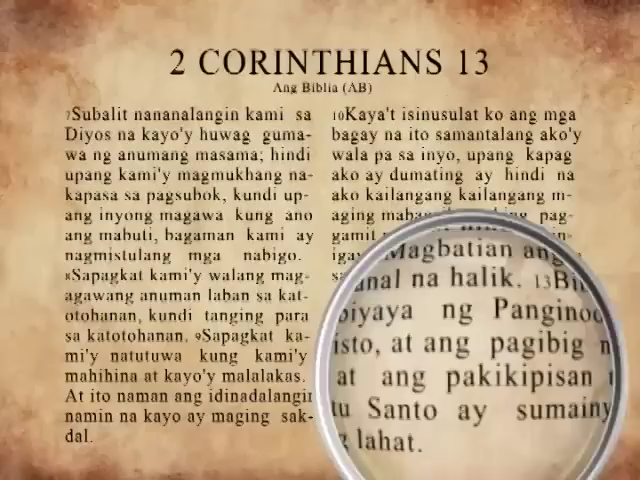 2 CORINTHIANS 13
Ang Biblia (AB)
7Subalit nananalangin kami sa
Diyos na kayo'y huwag guma-
wa ng anumang masama; hindi
upang kami'y magmukhang na-
kapasa sa pagsubok, kundi up-
ang inyong magawa kung ano
ang mabuti, bagaman kami ay
nagmistulang mga nabigo.
8Sapagkat kami'y walang mag-
agawang anuman laban sa kat-
otohanan, kundi tanging para
sa katotohanan. 9Sapagkat ka-
mi'y natutuwa kung kami'y
mahihina at kayo'y malalakas.
At ito naman ang idinadalangin
namin na kayo ay maging sak-
dal.
10Kaya't isinusulat ko ang mga
bagay na ito samantalang ako'y
wala pa sa inyo, upang kapag
ako ay dumating ay hindi na
ako kailangang kailangang m-
aging pag-
gamit
Magbatian ang
na halik. 13
ng
at ang pagibig
at ang pakikipisan
Santo ay
lahat.